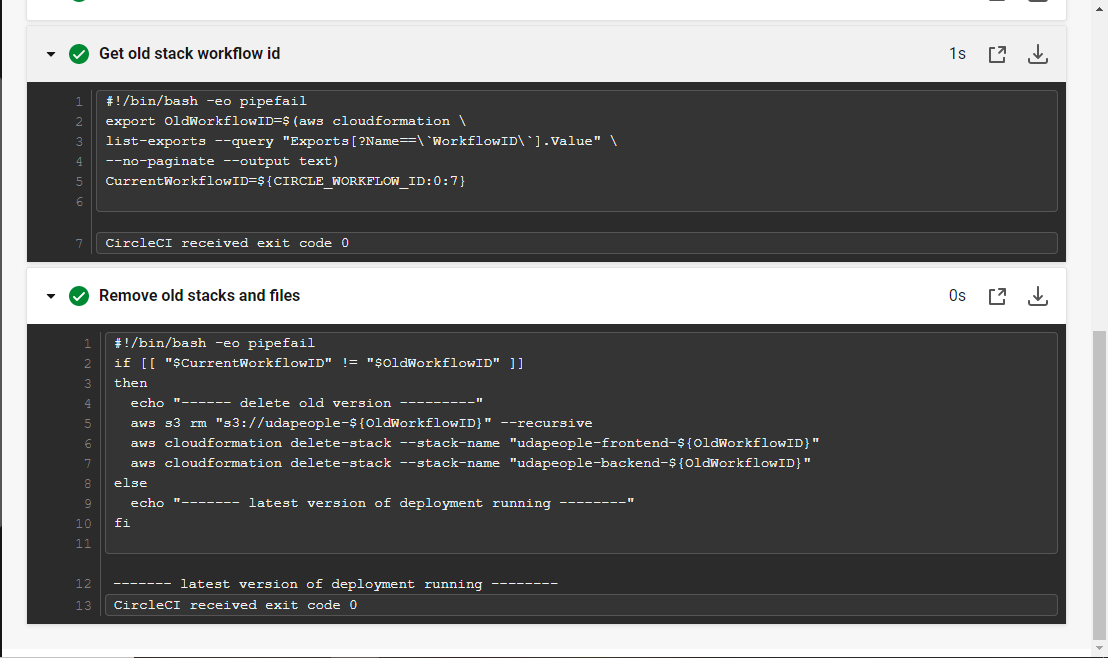 Get old stack workflow id
1s
1 #!/bin/bash -eo pipefail
2 export OldWorkflowID=$(aws cloudformation \
3 list-exports --query "Exports[?Name==\`WorkflowID\`].Value" \
4 --no-paginate --output text)
5 CurrentWorkflowID=${CIRCLE_WORKFLOW_ID:0:7}
6
7 CircleCI received exit code 0
Remove old stacks and files
0s
1 #!/bin/bash -eo pipefail
2 if [[ "$CurrentWorkflowID" != "$OldWorkflowID" ]]
3 then
4   echo "------ delete old version ---------"
5   aws s3 rm "s3://udapeople-${OldWorkflowID}" --recursive
6   aws cloudformation delete-stack --stack-name "udapeople-frontend-${OldWorkflowID}"
7   aws cloudformation delete-stack --stack-name "udapeople-backend-${OldWorkflowID}"
8 else
9   echo "------- latest version of deployment running --------"
10 fi
11
12 ------- latest version of deployment running --------
13 CircleCI received exit code 0